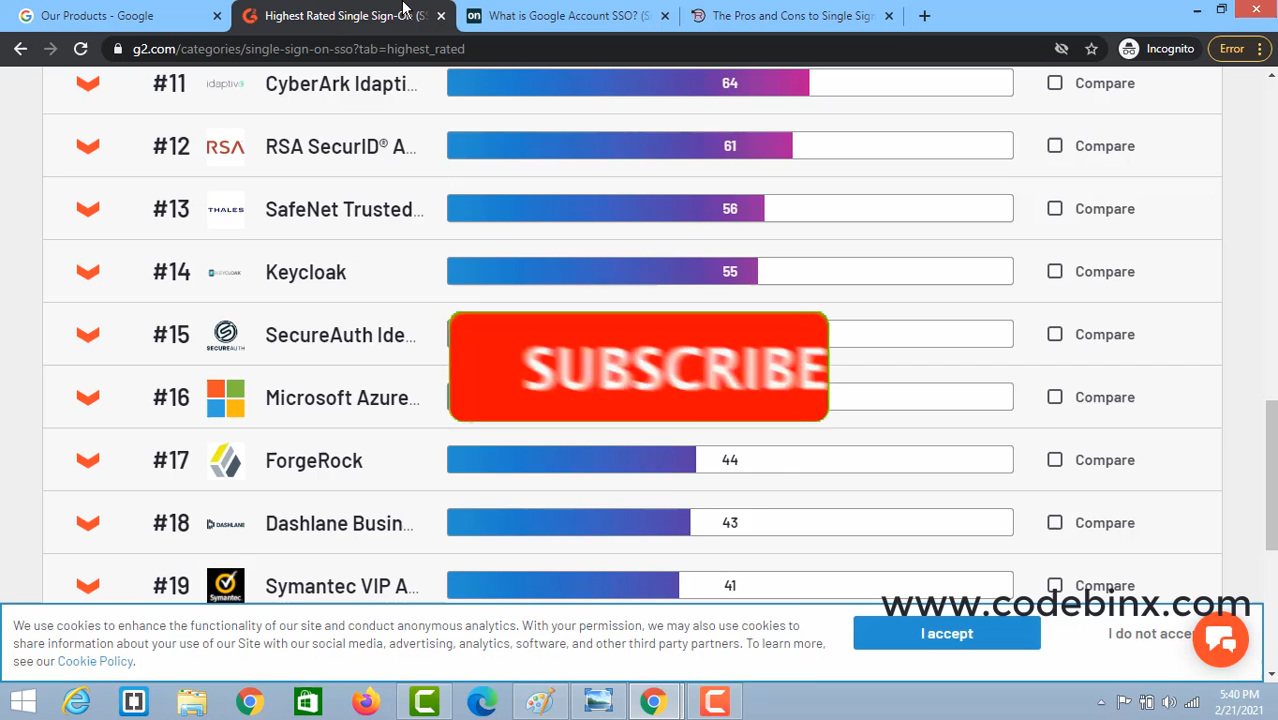 Our Products - Google
Highest Rated Single Sign-On (SS
What is Google Account SSO? (S
The Pros and Cons to Single Sign
g2.com/categories/single-sign-on-sso?tab=highest_rated
Incognito
Error
#11 idaptive CyberArk Idapti... 64 Compare
#12 RSA RSA SecurID® A... 61 Compare
#13 THALES SafeNet Trusted... 56 Compare
#14 KEYCLOAK Keycloak 55 Compare
#15 SECUREAUTH SecureAuth Ide... Compare
SUBSCRIBE
#16 Microsoft Azure... Compare
#17 ForgeRock 44 Compare
#18 DASHLANE Dashlane Busin... 43 Compare
#19 Symantec Symantec VIP A... 41 Compare
www.codebinx.com
We use cookies to enhance the functionality of our site and conduct anonymous analytics. With your permission, we may also use cookies to
share information about your use of our Site with our social media, advertising, analytics, software, and other third party partners. To learn more,
see our Cookie Policy.
I accept
I do not acce
5:40 PM
2/21/2021